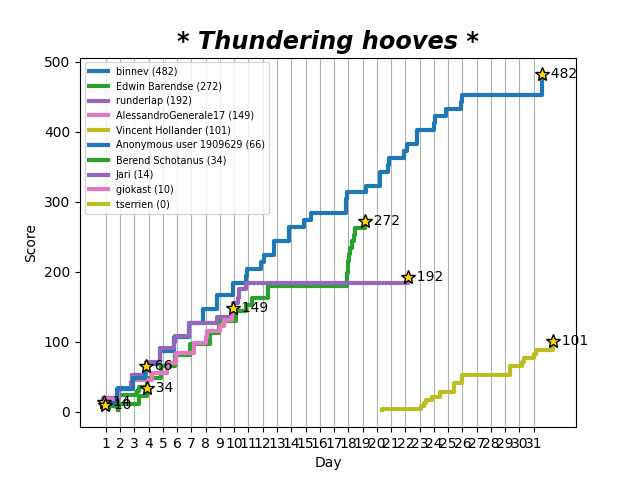 * Thundering hooves *
500
400
300
200
100
0
Score
binnev (482)
Edwin Barendse (272)
runderlap (192)
AlessandroGenerale17 (149)
Vincent Hollander (101)
Anonymous user 1909629 (66)
Berend Schotanus (34)
Jari (14)
giokast (10)
tserrien (0)
482
272
192
149
101
66
34
14
10
1 2 3 4 5 6 7 8 9 10 11 12 13 14 15 16 17 18 19 20 21 22 23 24 25 26 27 28 29 30 31
Day